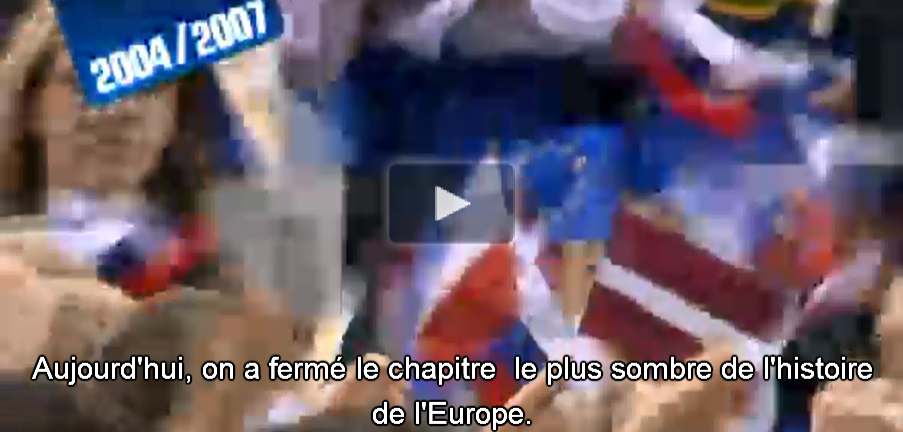 2004/2007
Aujourd'hui, on a fermé le chapitre  le plus sombre de l'histoire
de l'Europe.